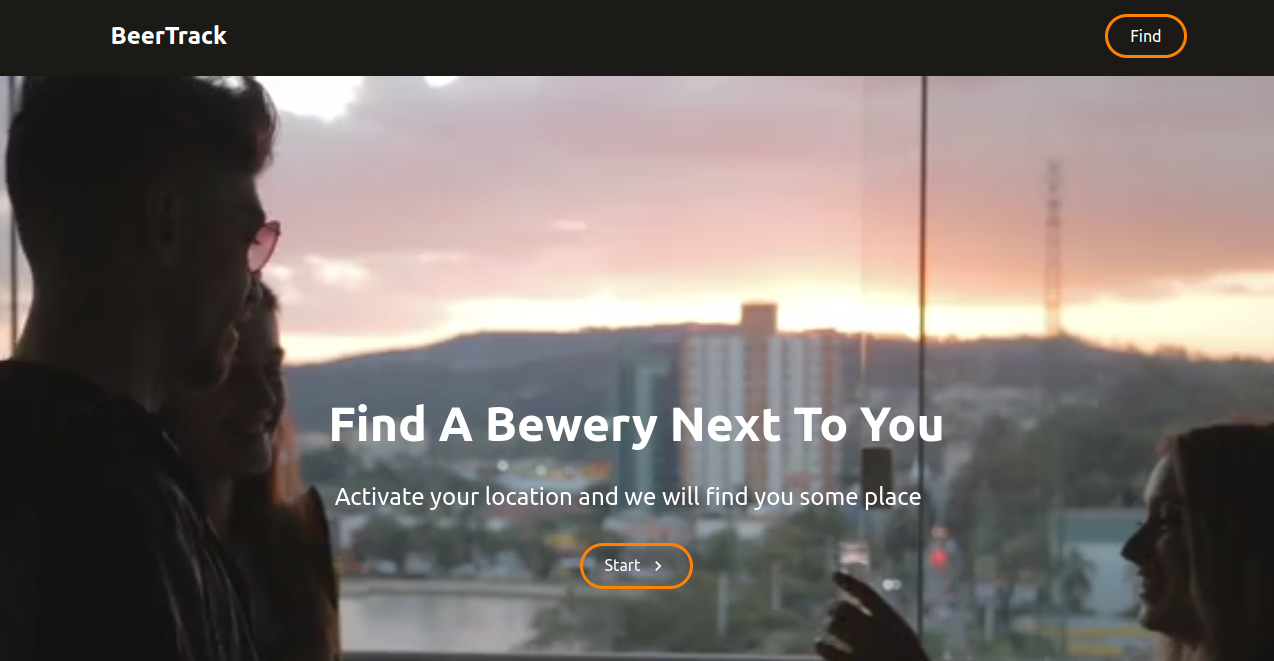 BeerTrack
Find
Find A Bewery Next To You
Activate your location and we will find you some place
Start